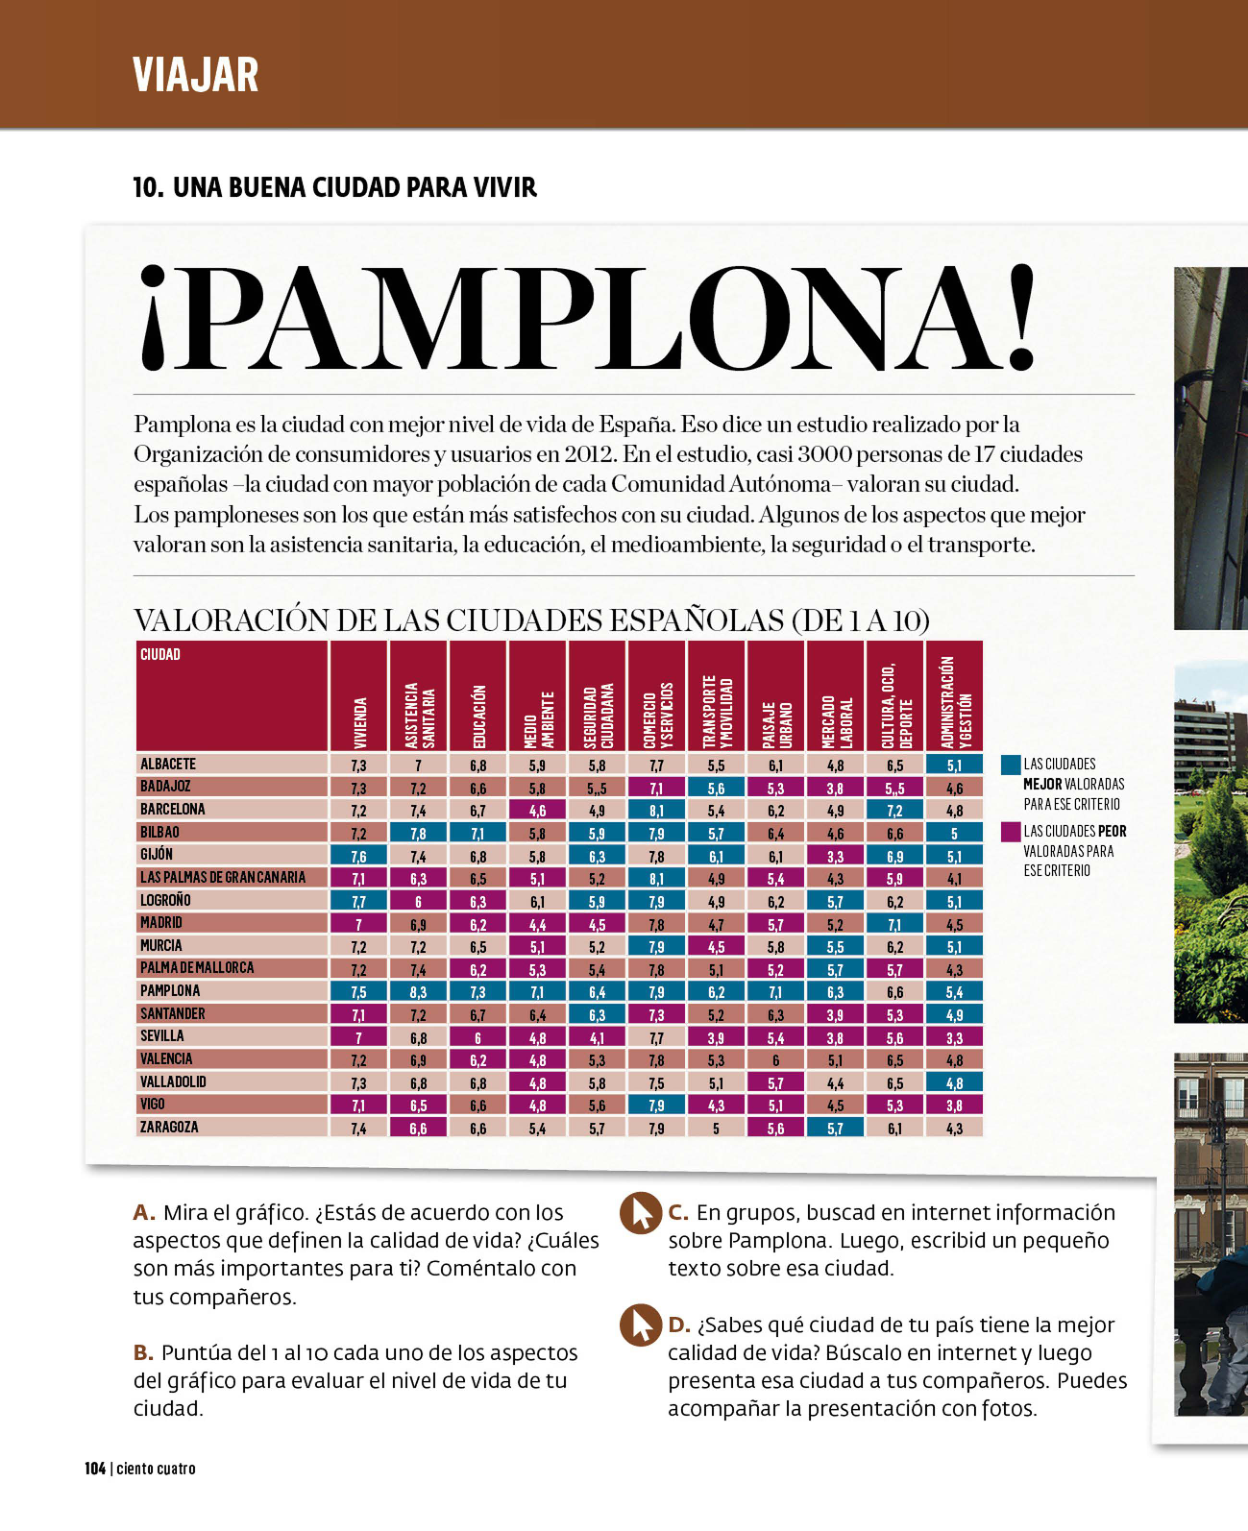 VIAJAR
10. UNA BUENA CIUDAD PARA VIVIR
¡PAMPLONA!
Pamplona es la ciudad con mejor nivel de vida de España. Eso dice un estudio realizado por la
Organización de consumidores y usuarios en 2012. En el estudio, casi 3000 personas de 17 ciudades
españolas –la ciudad con mayor población de cada Comunidad Autónoma– valoran su ciudad.
Los pamploneses son los que están más satisfechos con su ciudad. Algunos de los aspectos que mejor
valoran son la asistencia sanitaria, la educación, el medioambiente, la seguridad o el transporte.
VALORACIÓN DE LAS CIUDADES ESPAÑOLAS (DE 1 A 10)
CIUDAD
VIVIENDA
ASISTENCIA
SANITARIA
EDUCACIÓN
MEDIO
AMBIENTE
SEGURIDAD
CIUDADANA
COMERCIO
Y SERVICIOS
TRANSPORTE
Y MOVILIDAD
PAISAJE
URBANO
MERCADO
LABORAL
CULTURA, OCIO,
DEPORTE
ADMINISTRACIÓN
Y GESTIÓN
ALBACETE 7,3 7 6,8 5,9 5,8 7,7 5,5 6,1 4,8 6,5 5,1
BADAJOZ 7,3 7,2 6,6 5,8 5,,5 7,1 5,6 5,3 3,8 5,,5 4,6
BARCELONA 7,2 7,4 6,7 4,6 4,9 8,1 5,4 6,2 4,9 7,2 4,8
BILBAO 7,2 7,8 7,1 5,8 5,9 7,9 5,7 6,4 4,6 6,6 5
GIJÓN 7,6 7,4 6,8 5,8 6,3 7,8 6,1 6,1 3,3 6,9 5,1
LAS PALMAS DE GRAN CANARIA 7,1 6,3 6,5 5,1 5,2 8,1 4,9 5,4 4,3 5,9 4,1
LOGROÑO 7,7 6 6,3 6,1 5,9 7,9 4,9 6,2 5,7 6,2 5,1
MADRID 7 6,9 6,2 4,4 4,5 7,8 4,7 5,7 5,2 7,1 4,5
MURCIA 7,2 7,2 6,5 5,1 5,2 7,9 4,5 5,8 5,5 6,2 5,1
PALMA DE MALLORCA 7,2 7,4 6,2 5,3 5,4 7,8 5,1 5,2 5,7 5,7 4,3
PAMPLONA 7,5 8,3 7,3 7,1 6,4 7,9 6,2 7,1 6,3 6,6 5,4
SANTANDER 7,1 7,2 6,7 6,4 6,3 7,3 5,2 6,3 3,9 5,3 4,9
SEVILLA 7 6,8 6 4,8 4,1 7,7 3,9 5,4 3,8 5,6 3,3
VALENCIA 7,2 6,9 6,2 4,8 5,3 7,8 5,3 6 5,1 6,5 4,8
VALLADOLID 7,3 6,8 6,8 4,8 5,8 7,5 5,1 5,7 4,4 6,5 4,8
VIGO 7,1 6,5 6,6 4,8 5,6 7,9 4,3 5,1 4,5 5,3 3,8
ZARAGOZA 7,4 6,6 6,6 5,4 5,7 7,9 5 5,6 5,7 6,1 4,3
LAS CIUDADES
MEJOR VALORADAS
PARA ESE CRITERIO
LAS CIUDADES PEOR
VALORADAS PARA
ESE CRITERIO
A. Mira el gráfico. ¿Estás de acuerdo con los
aspectos que definen la calidad de vida? ¿Cuáles
son más importantes para ti? Coméntalo con
tus compañeros.
B. Puntúa del 1 al 10 cada uno de los aspectos
del gráfico para evaluar el nivel de vida de tu
ciudad.
C. En grupos, buscad en internet información
sobre Pamplona. Luego, escribid un pequeño
texto sobre esa ciudad.
D. ¿Sabes qué ciudad de tu país tiene la mejor
calidad de vida? Búscalo en internet y luego
presenta esa ciudad a tus compañeros. Puedes
acompañar la presentación con fotos.
104 | ciento cuatro